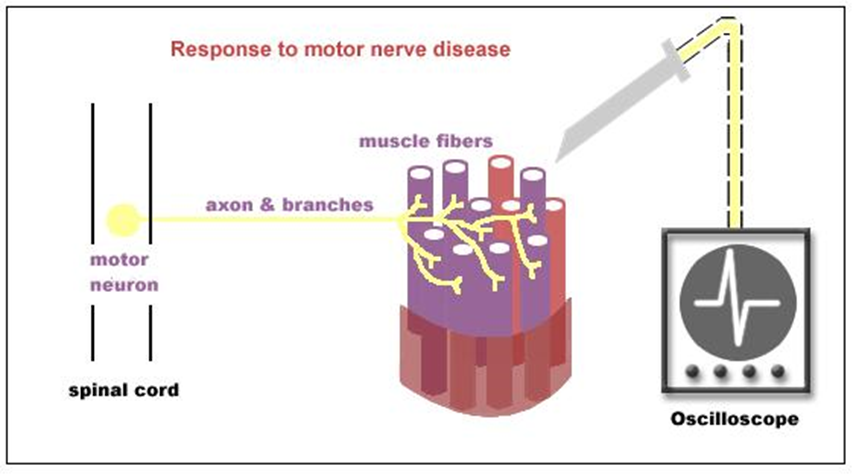 Response to motor nerve disease
muscle fibers
axon & branches
motor
neuron
spinal cord
Oscilloscope